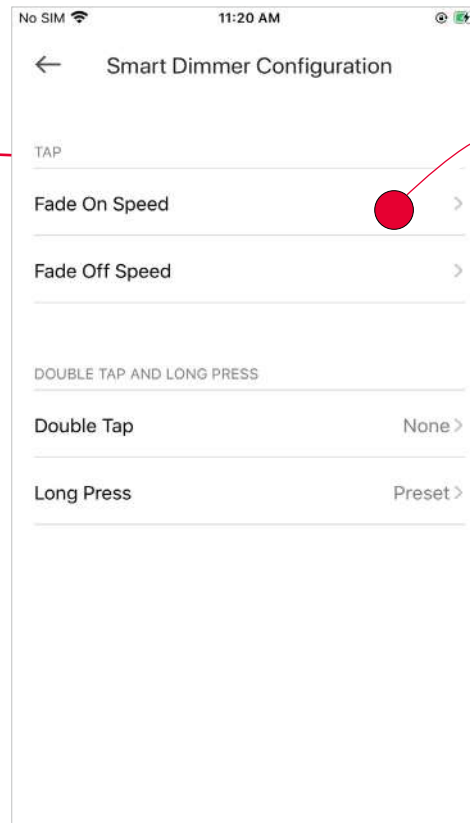 No SIM 11:20 AM
Smart Dimmer Configuration
TAP
Fade On Speed
Fade Off Speed
DOUBLE TAP AND LONG PRESS
Double Tap None
Long Press Preset